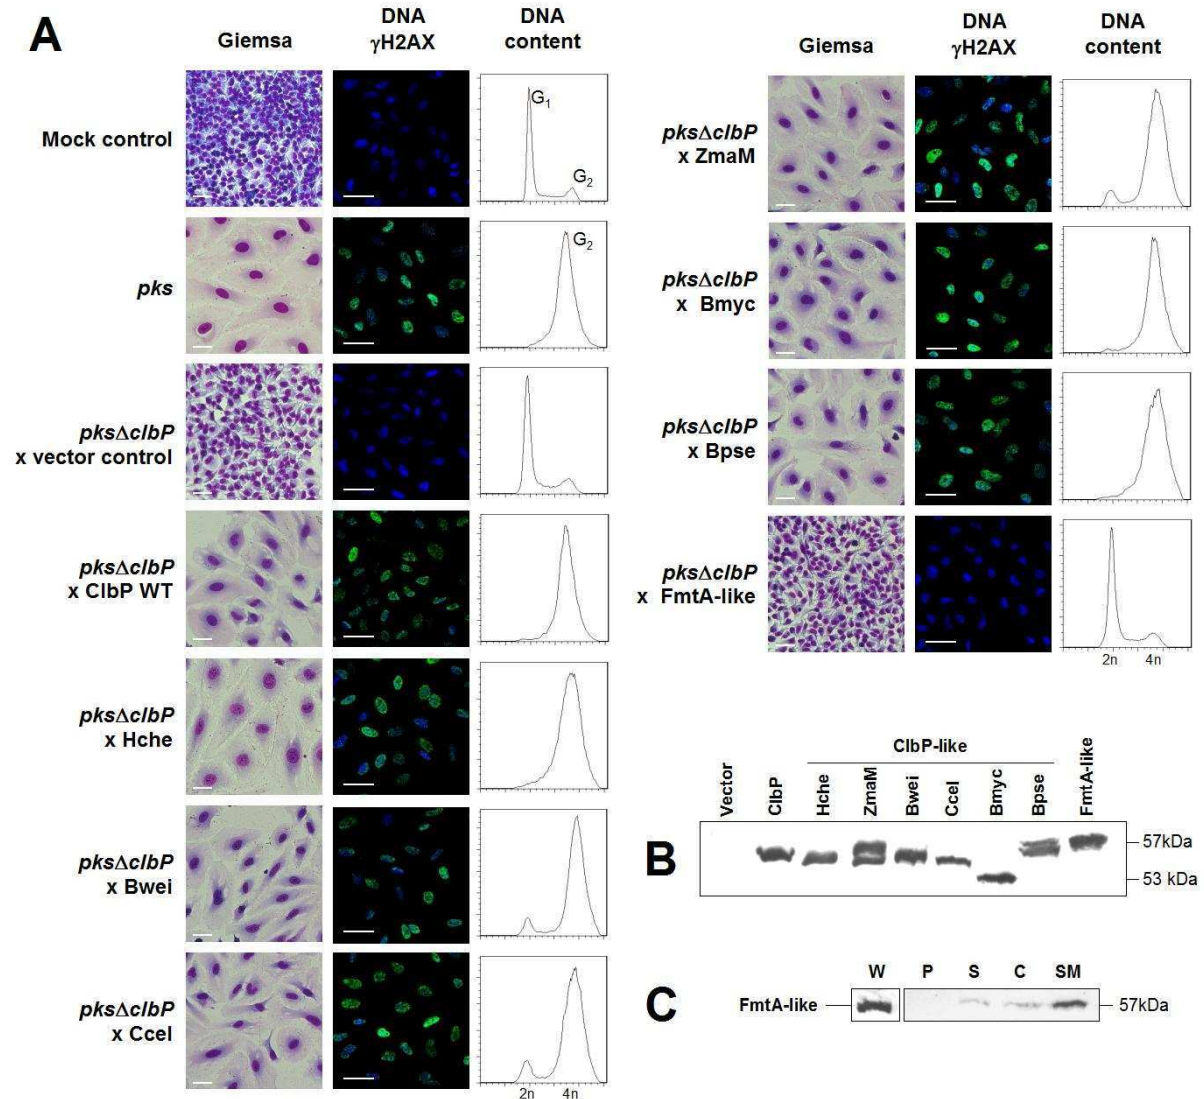 A
Giemsa
DNA
γH2AX
DNA
content
Mock control
G1
G2
pks
G2
pksΔclbP
x vector control
pksΔclbP
x ClbP WT
pksΔclbP
x Hche
pksΔclbP
x Bwei
pksΔclbP
x Ccel
2n 4n
Giemsa
DNA
γH2AX
DNA
content
pksΔclbP
x ZmaM
pksΔclbP
x Bmyc
pksΔclbP
x Bpse
pksΔclbP
x FmtA-like
2n 4n
B
ClbP-like
Vector ClbP Hche ZmaM Bwei Ccel Bmyc Bpse FmtA-like
57kDa
53 kDa
C
W P S C SM
FmtA-like 57kDa